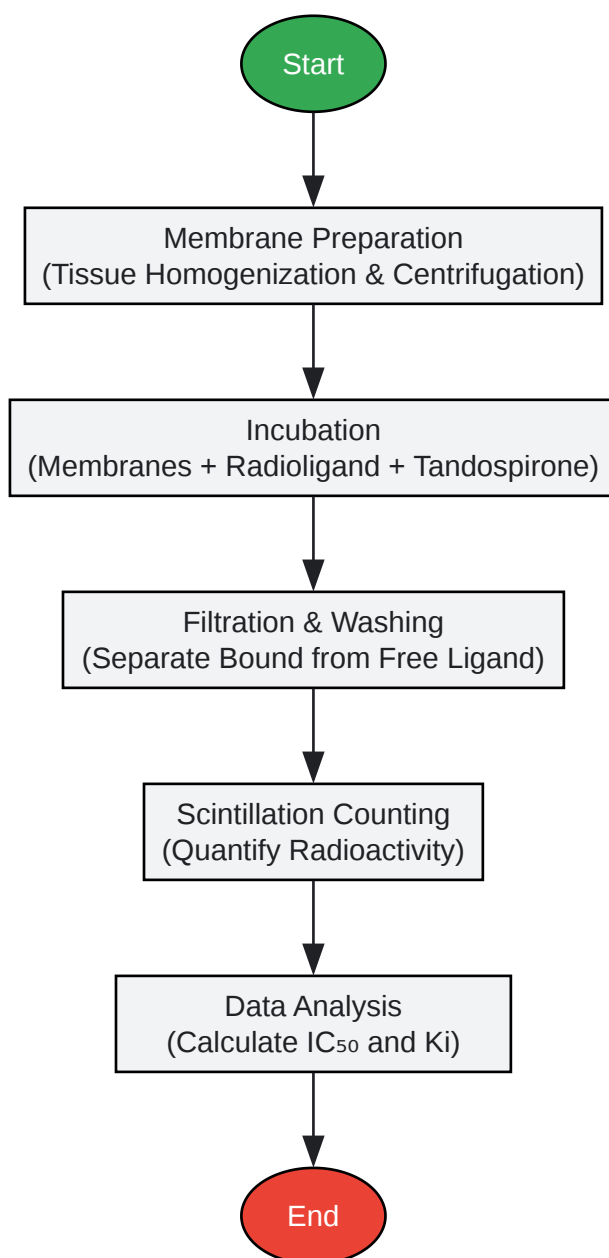 Start
Membrane Preparation
(Tissue Homogenization & Centrifugation)
Incubation
(Membranes + Radioligand + Tandospirone)
Filtration & Washing
(Separate Bound from Free Ligand)
Scintillation Counting
(Quantify Radioactivity)
Data Analysis
(Calculate IC₅₀ and Ki)
End